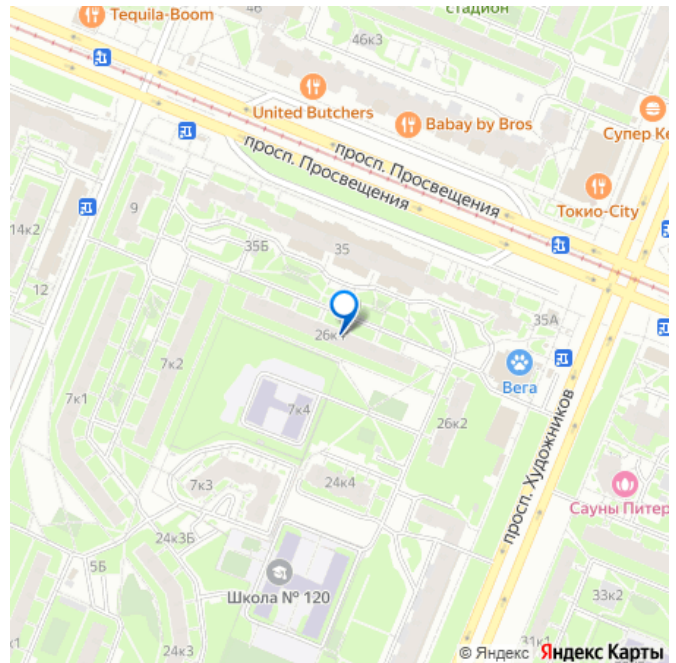 46
стадион
Tequila-Boom
46к3
United Butchers
Babay by Bros
Супер Ке
просп. Просвещения
просп. Просвещения
Токио-City
9
14к2
35Б
35
12
35А
7к2
Вега
7к1
7к4
26к2
просп. Художников
7к3
24к4
Сауны Питер
24к3Б
5Б
Школа № 120
33к2
24к3
31к1
© Яндекс Яндекс Карты